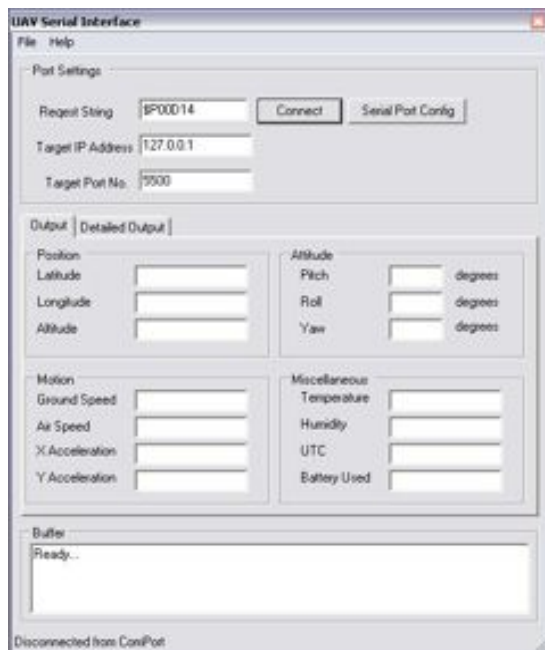 UAV Serial Interface
File Help
Port Settings
Reqest String $P00D14 Connect Serial Port Config
Target IP Address 127.0.0.1
Target Port No. 5500
Output Detailed Output
Position
Latitude
Longitude
Altitude
Attitude
Pitch degrees
Roll degrees
Yaw degrees
Motion
Ground Speed
Air Speed
X Acceleration
Y Acceleration
Miscellaneous
Temperature
Humidity
UTC
Battery Used
Buffer
Ready...
Disconnected from ComPort